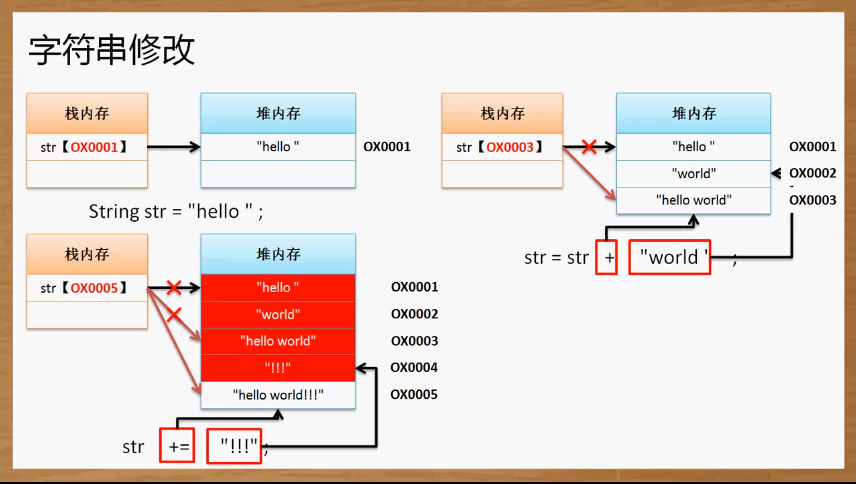 字符串修改
栈内存
堆内存
str【OX0001】
"hello "
OX0001
String str = "hello " ;
栈内存
堆内存
str【OX0003】
"hello "
OX0001
"world"
OX0002
"hello world"
OX0003
str = str + "world " ;
栈内存
堆内存
str【OX0005】
"hello "
OX0001
"world"
OX0002
"hello world"
OX0003
"!!!"
OX0004
"hello world!!!"
OX0005
str += "!!!" ;